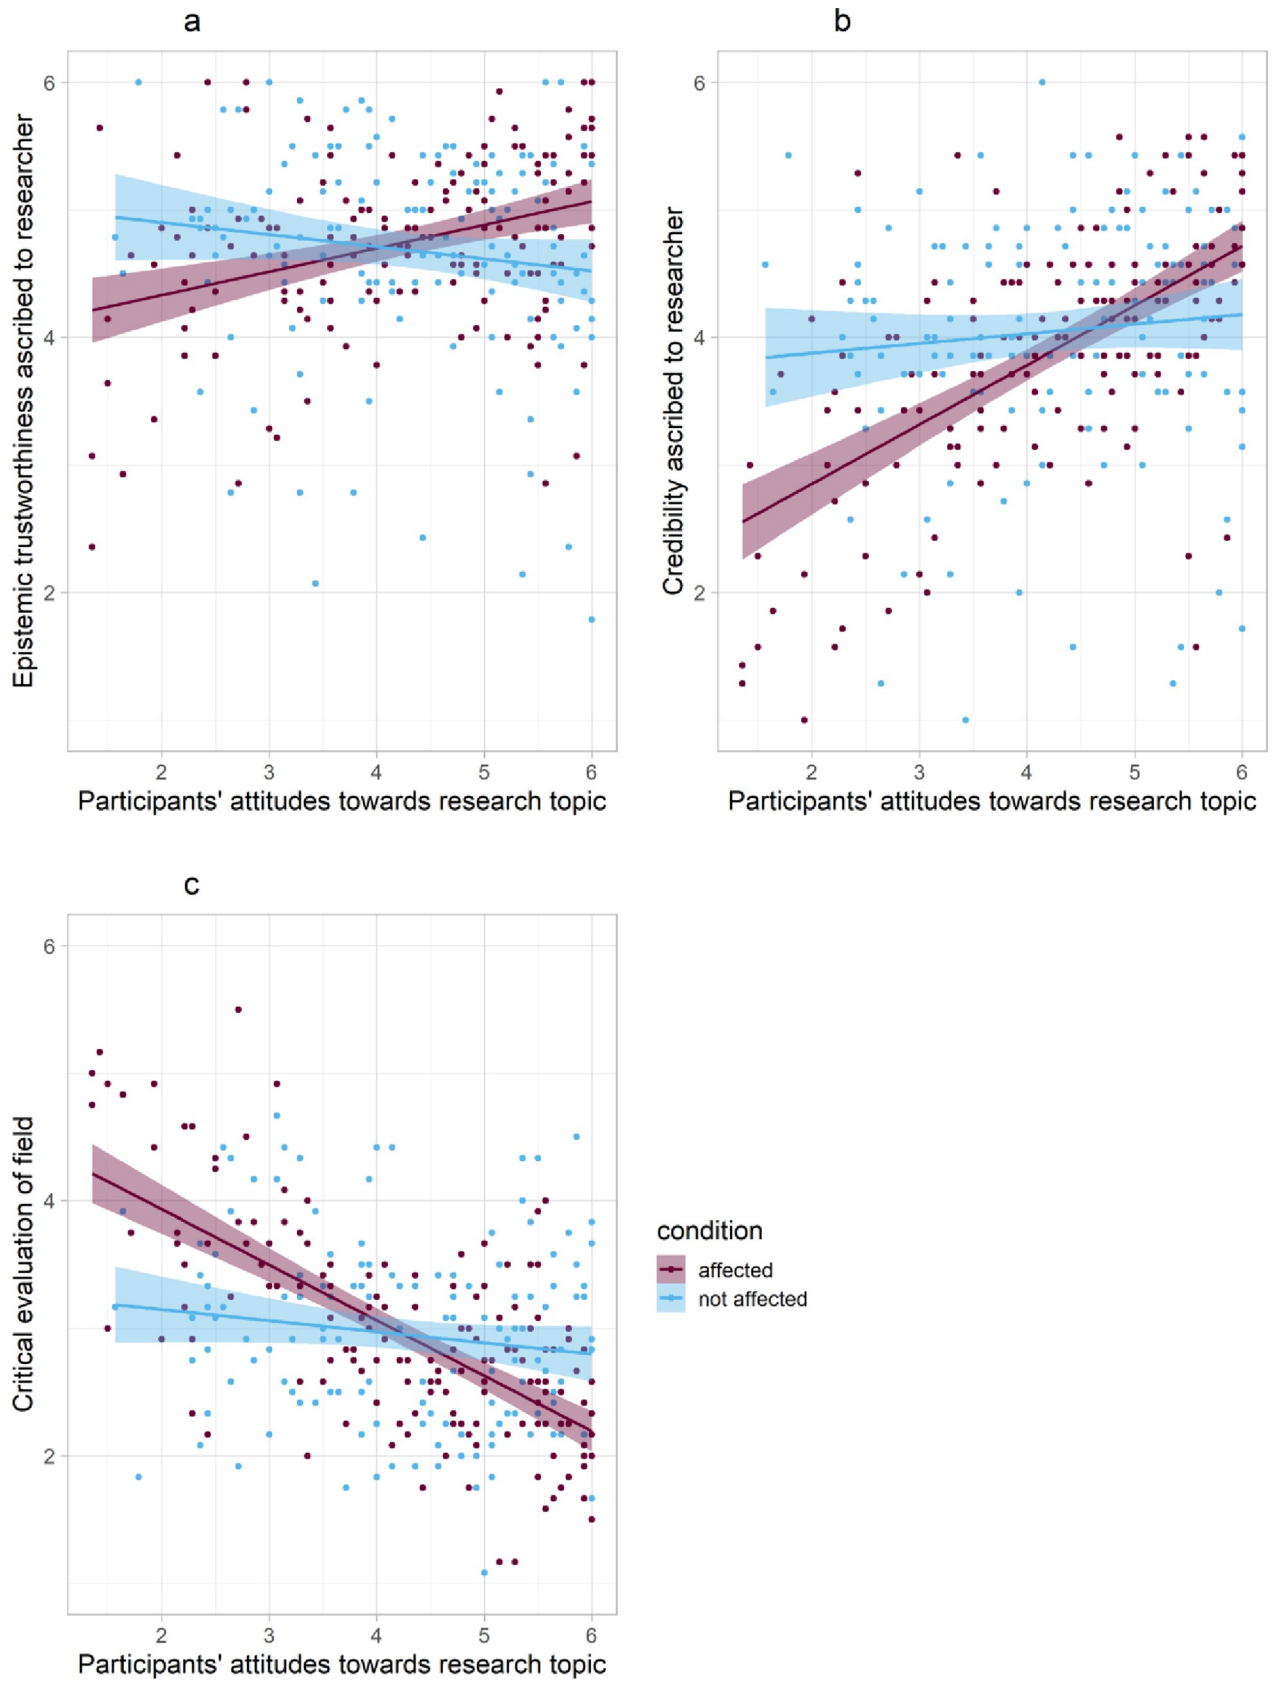 a
Epistemic trustworthiness ascribed to researcher
6
4
2
2 3 4 5 6
Participants' attitudes towards research topic
b
Credibility ascribed to researcher
6
4
2
2 3 4 5 6
Participants' attitudes towards research topic
c
Critical evaluation of field
6
4
2
2 3 4 5 6
Participants' attitudes towards research topic
condition
affected
not affected